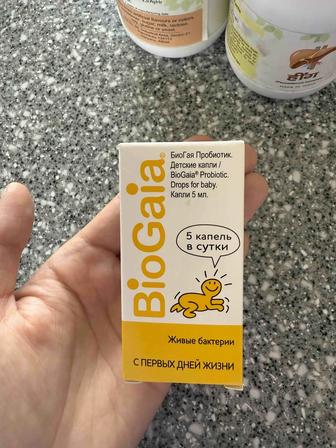 BioGaia®
БиоГая Пробиотик.
Детские капли /
BioGaia® Probiotic.
Drops for baby.
Капли 5 мл.
5 капель
в сутки
Живые бактерии
С ПЕРВЫХ ДНЕЙ ЖИЗНИ